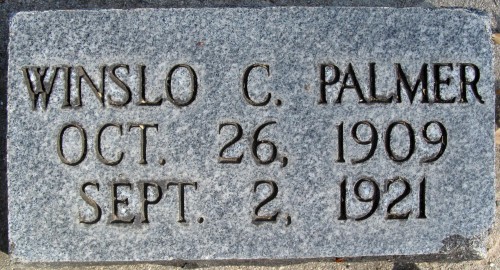 WINSLO C. PALMER
OCT. 26, 1909
SEPT. 2, 1921